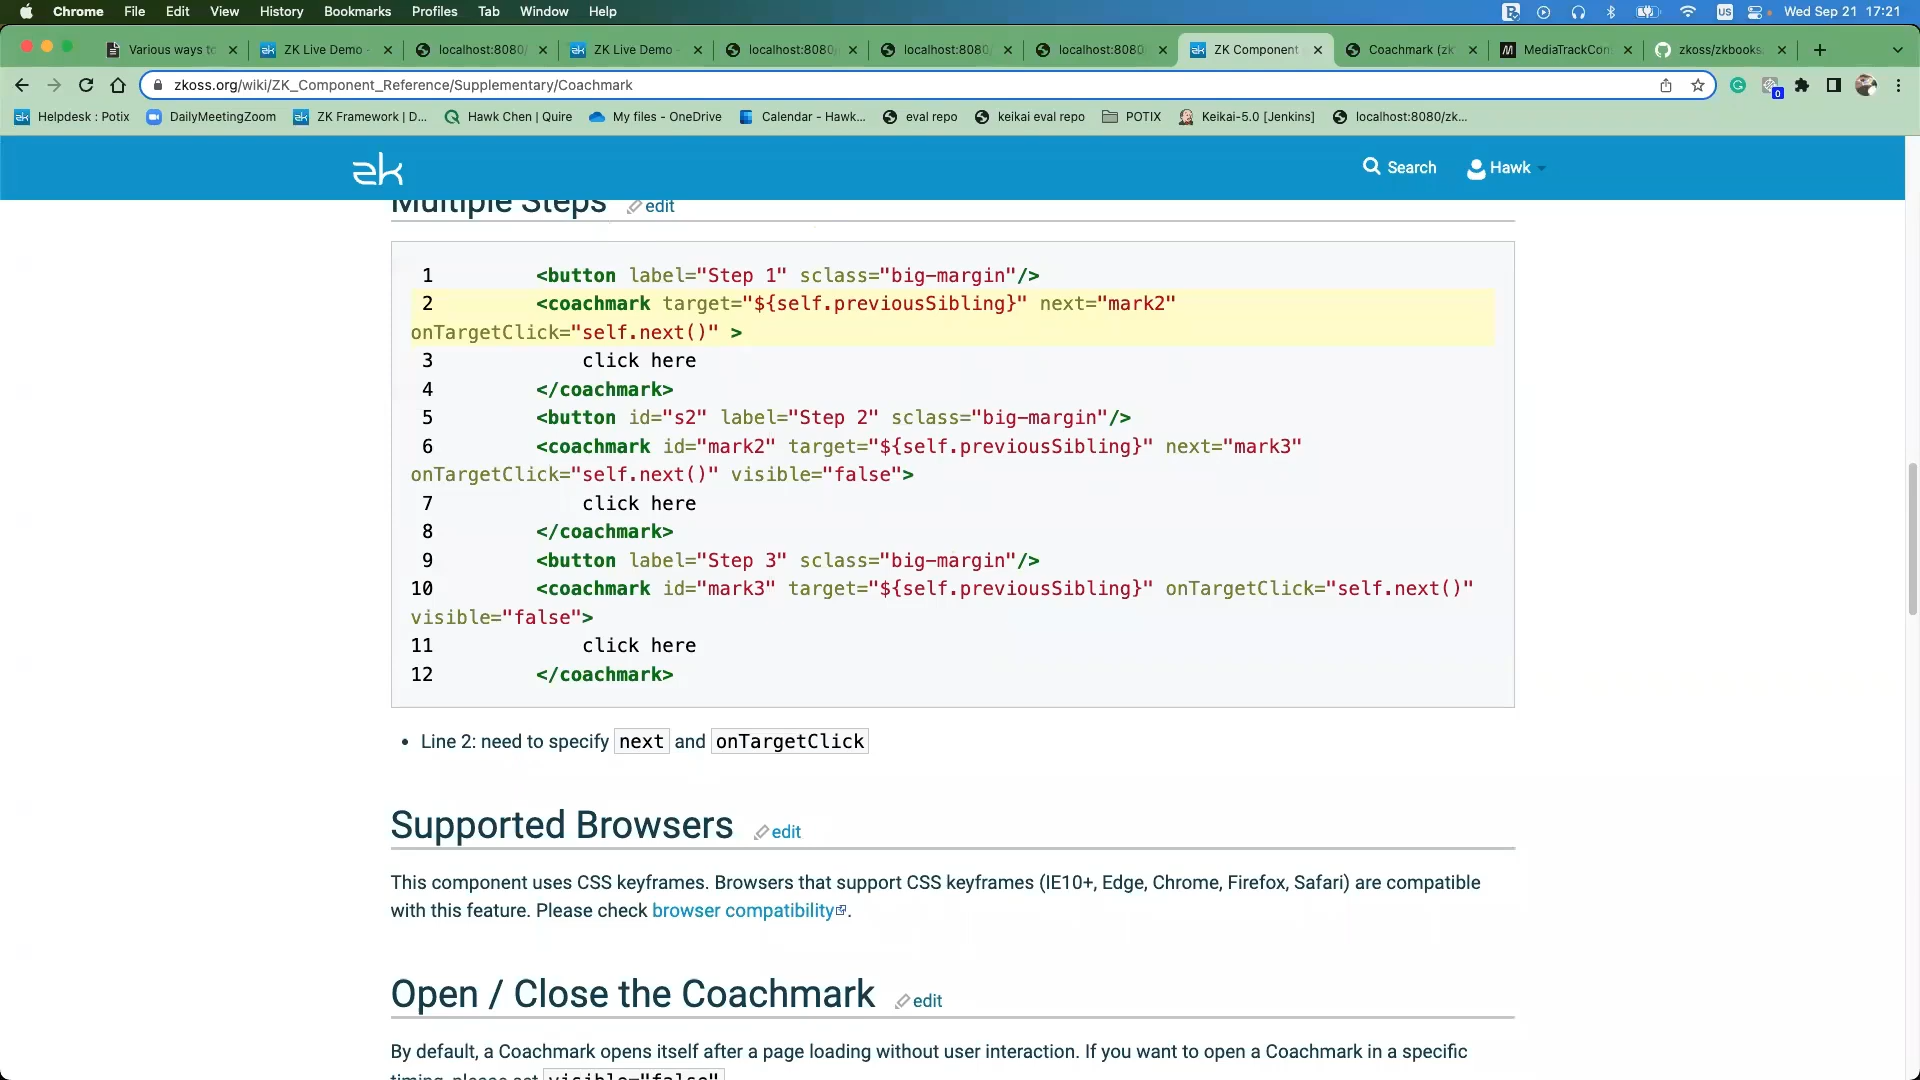 Chrome File Edit View History Bookmarks Profiles Tab Window Help US Wed Sep 21 17:21
Various ways to ZK Live Demo - localhost:8080/ ZK Live Demo - localhost:8080/ localhost:8080/ localhost:8080/ ZK Component Coachmark (zk MediaTrackCon zkoss/zkbooks
zkoss.org/wiki/ZK_Component_Reference/Supplementary/Coachmark 0
Helpdesk : Potix DailyMeetingZoom ZK Framework | D... Hawk Chen | Quire My files - OneDrive Calendar - Hawk... eval repo keikai eval repo POTIX Keikai-5.0 [Jenkins] localhost:8080/zk...
zk Search Hawk
Multiple Steps edit
1 <button label="Step 1" sclass="big-margin"/>
2 <coachmark target="${self.previousSibling}" next="mark2"
onTargetClick="self.next()" >
3 click here
4 </coachmark>
5 <button id="s2" label="Step 2" sclass="big-margin"/>
6 <coachmark id="mark2" target="${self.previousSibling}" next="mark3"
onTargetClick="self.next()" visible="false">
7 click here
8 </coachmark>
9 <button label="Step 3" sclass="big-margin"/>
10 <coachmark id="mark3" target="${self.previousSibling}" onTargetClick="self.next()"
visible="false">
11 click here
12 </coachmark>
• Line 2: need to specify next and onTargetClick
Supported Browsers edit
This component uses CSS keyframes. Browsers that support CSS keyframes (IE10+, Edge, Chrome, Firefox, Safari) are compatible
with this feature. Please check browser compatibility.
Open / Close the Coachmark edit
By default, a Coachmark opens itself after a page loading without user interaction. If you want to open a Coachmark in a specific
timing, please set visible="false"